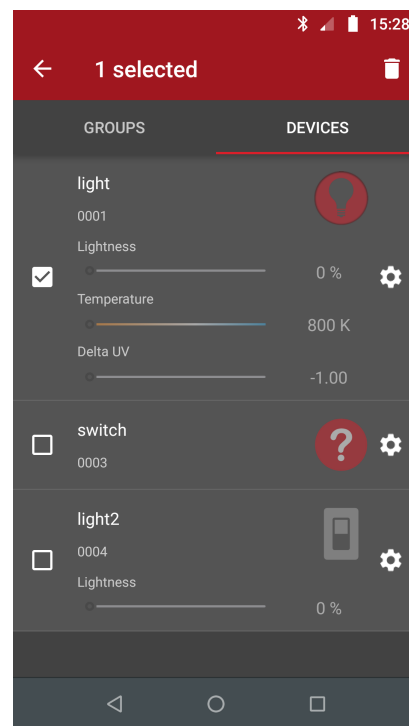 15:28
1 selected
GROUPS
DEVICES
light
0001
Lightness
0 %
Temperature
800 K
Delta UV
-1.00
switch
?
0003
light2
0004
Lightness
0 %